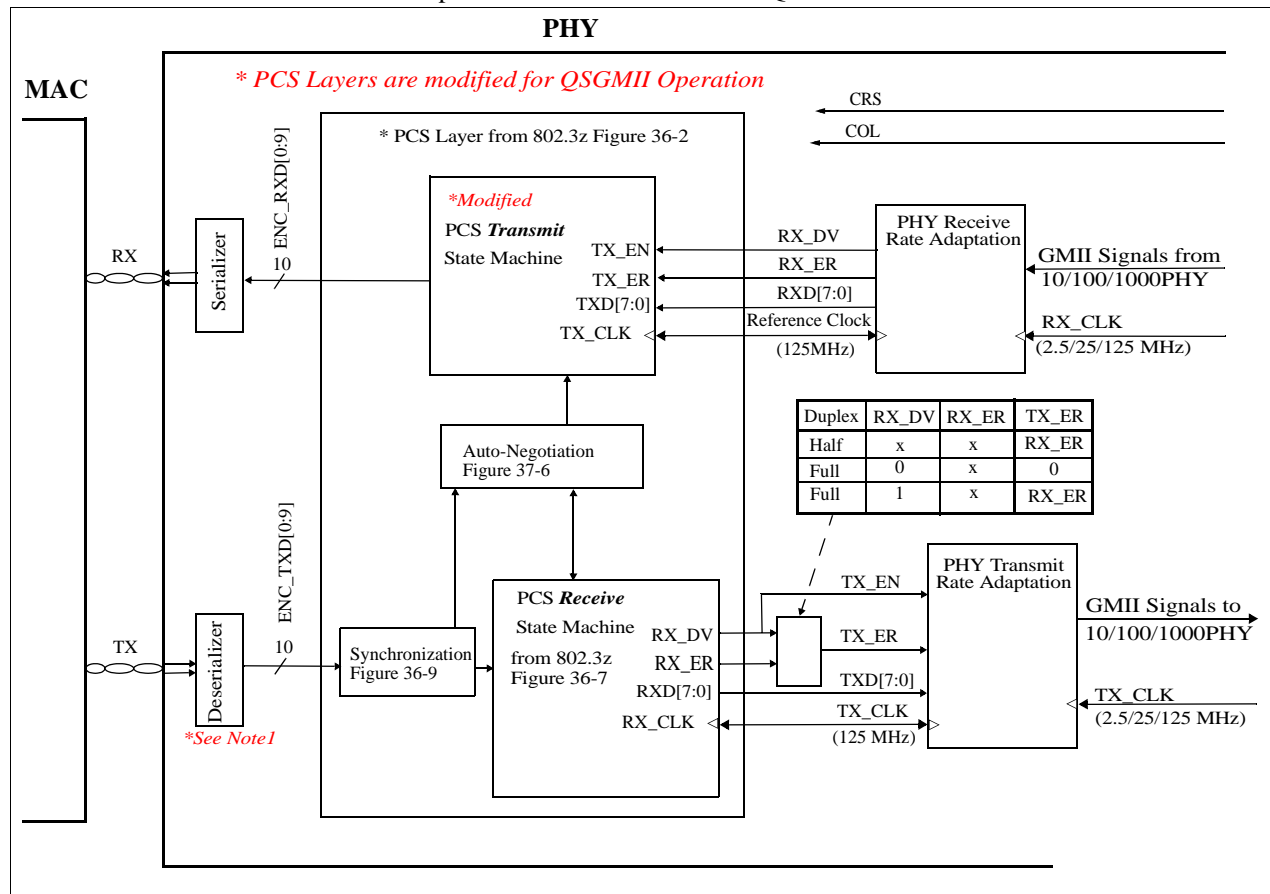 PHY
* PCS Layers are modified for QSGMII Operation
MAC
CRS
COL
* PCS Layer from 802.3z Figure 36-2
ENC_RXD[0:9]
*Modified
PCS Transmit
State Machine
TX_EN
TX_ER
TXD[7:0]
TX_CLK
RX_DV
RX_ER
RXD[7:0]
Reference Clock
(125MHz)
PHY Receive
Rate Adaptation
GMII Signals from
10/100/1000PHY
RX_CLK
(2.5/25/125 MHz)
RX
Serializer
10
Duplex RX_DV RX_ER TX_ER
Half x x RX_ER
Full 0 x 0
Full 1 x RX_ER
Auto-Negotiation
Figure 37-6
ENC_TXD[0:9]
TX
Deserializer
10
*See Note1
Synchronization
Figure 36-9
PCS Receive
State Machine
from 802.3z
Figure 36-7
RX_DV
RX_ER
RXD[7:0]
RX_CLK
TX_EN
TX_ER
TXD[7:0]
TX_CLK
(125 MHz)
PHY Transmit
Rate Adaptation
GMII Signals to
10/100/1000PHY
TX_CLK
(2.5/25/125 MHz)